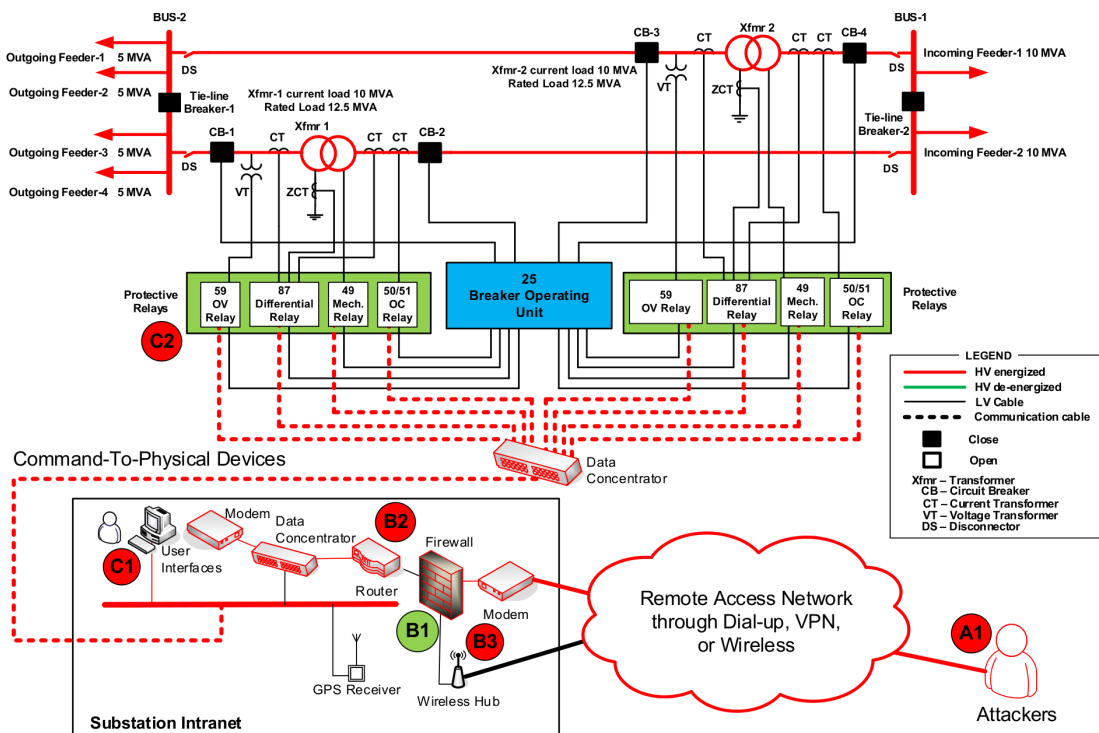 BUS-2
BUS-1
Outgoing Feeder-1 5 MVA
DS
Outgoing Feeder-2 5 MVA
Tie-line
Breaker-1
Outgoing Feeder-3 5 MVA
DS
Outgoing Feeder-4 5 MVA
CB-3
CT
Xfmr 2
CT
CT
CB-4
Incoming Feeder-1 10 MVA
DS
Xfmr-2 current load 10 MVA
Rated Load 12.5 MVA
VT
ZCT
Tie-line
Breaker-2
Xfmr-1 current load 10 MVA
Rated Load 12.5 MVA
CB-1
CT
Xfmr 1
CT
CT
CB-2
VT
ZCT
Incoming Feeder-2 10 MVA
DS
Protective
Relays
C2
59
OV
Relay
87
Differential
Relay
49
Mech.
Relay
50/51
OC
Relay
25
Breaker Operating
Unit
59
OV Relay
87
Differential
Relay
49
Mech.
Relay
50/51
OC
Relay
Protective
Relays
LEGEND
HV energized
HV de-energized
LV Cable
Communication cable
Close
Open
Xfmr – Transformer
CB – Circuit Breaker
CT – Current Transformer
VT – Voltage Transformer
DS – Disconnector
Data
Concentrator
Command-To-Physical Devices
C1
User
Interfaces
Modem
Data
Concentrator
B2
Router
Firewall
Modem
B1
B3
GPS Receiver
Wireless Hub
Substation Intranet
Remote Access Network
through Dial-up, VPN,
or Wireless
A1
Attackers